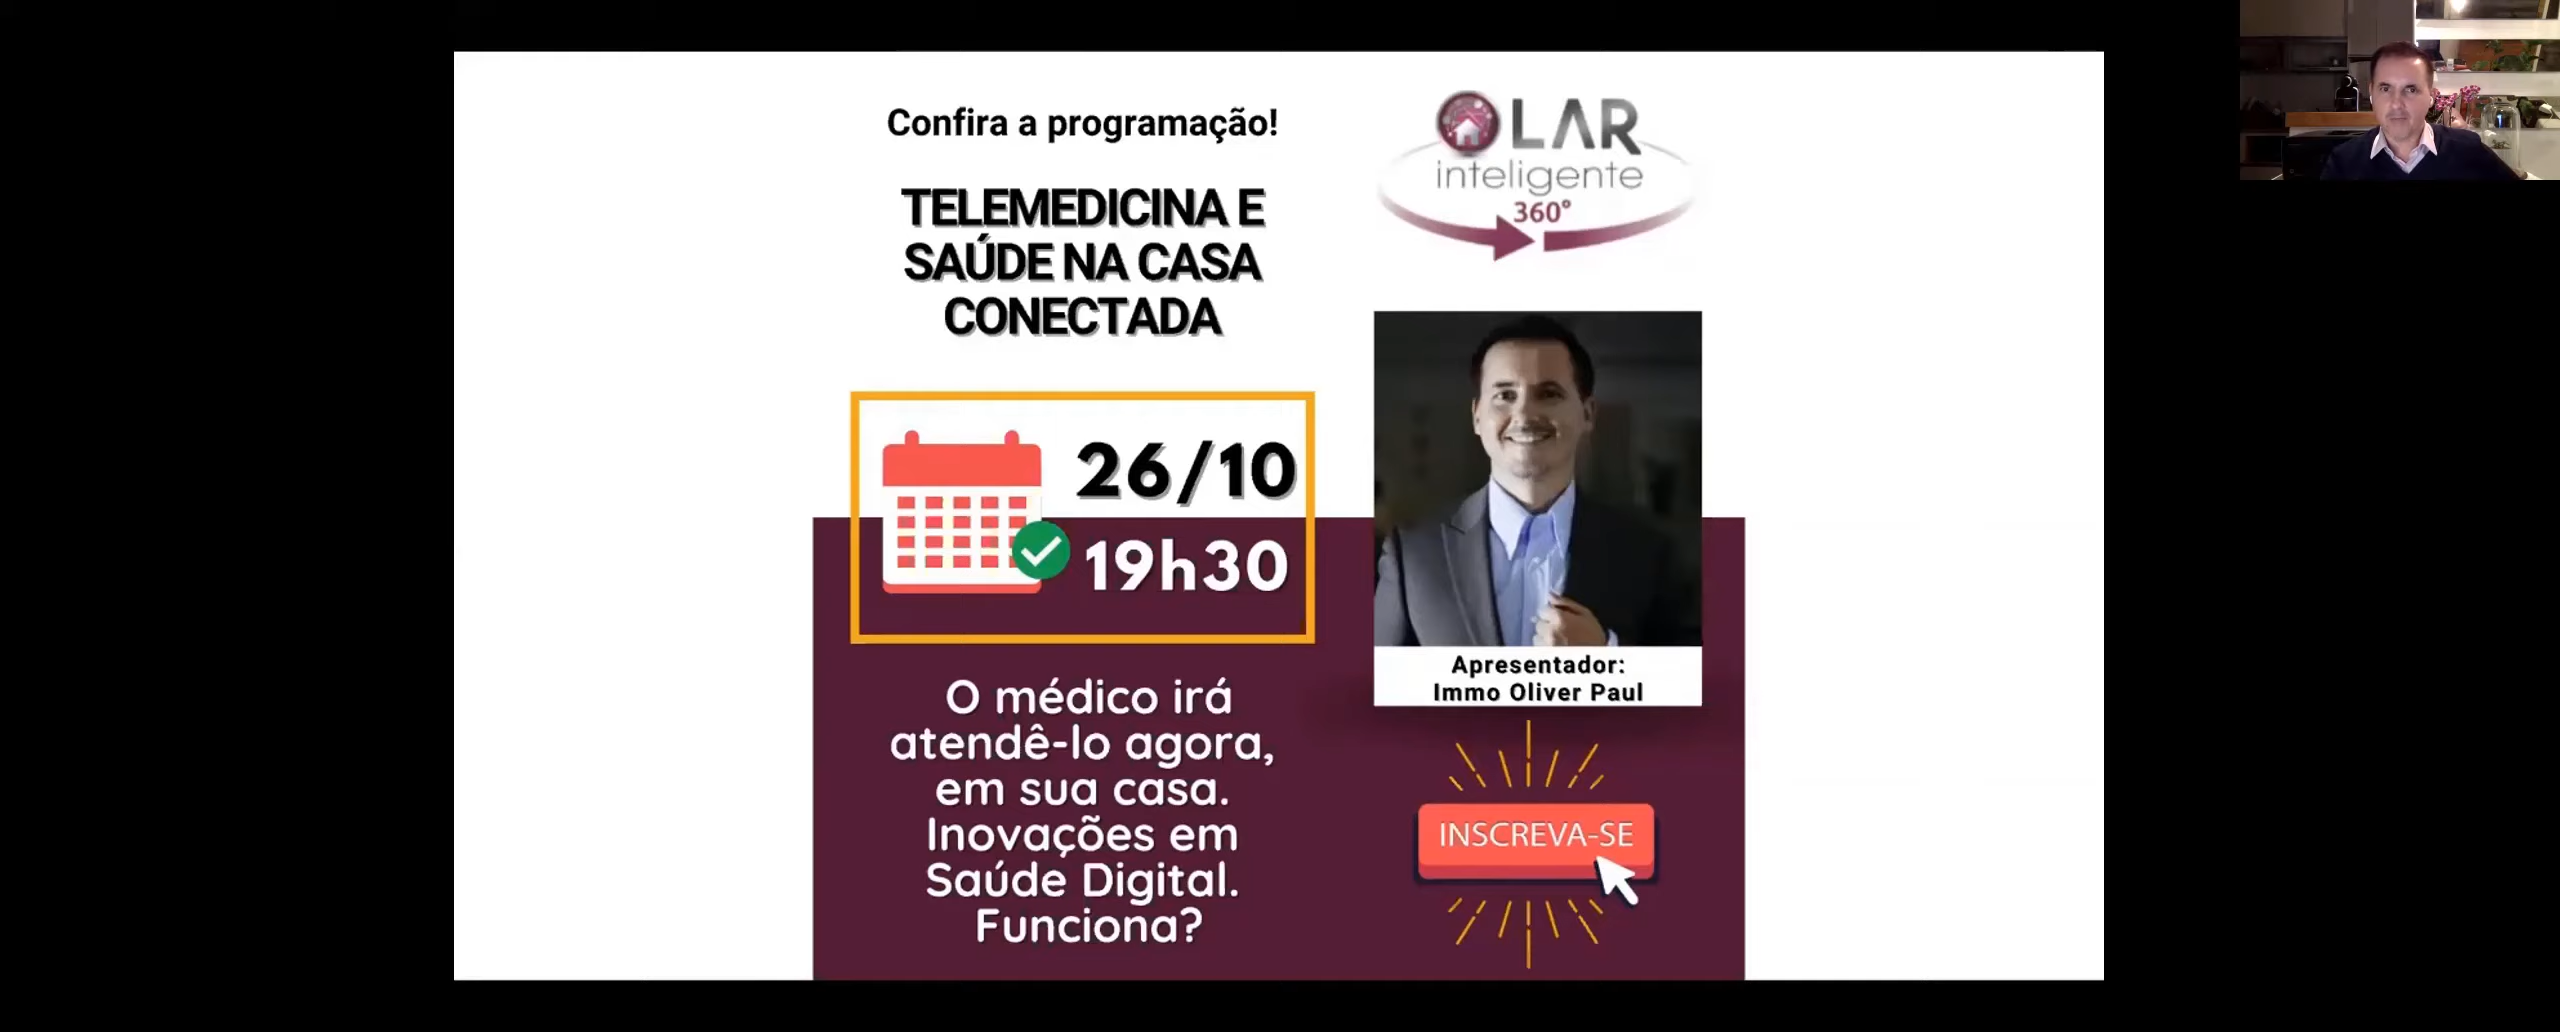 Confira a programação!
TELEMEDICINA E
SAÚDE NA CASA
CONECTADA
26/10
19h30
O médico irá
atendê-lo agora,
em sua casa.
Inovações em
Saúde Digital.
Funciona?
LAR
inteligente
360°
Apresentador:
Immo Oliver Paul
INSCREVA-SE